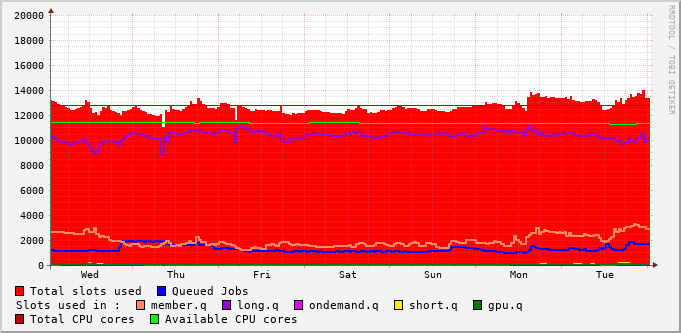 20000
18000
16000
14000
12000
10000
8000
6000
4000
2000
0
Wed Thu Fri Sat Sun Mon Tue
RRDTOOL / TOBI OETIKER
Total slots used Queued Jobs
Slots used in : member.q long.q ondemand.q short.q gpu.q
Total CPU cores Available CPU cores